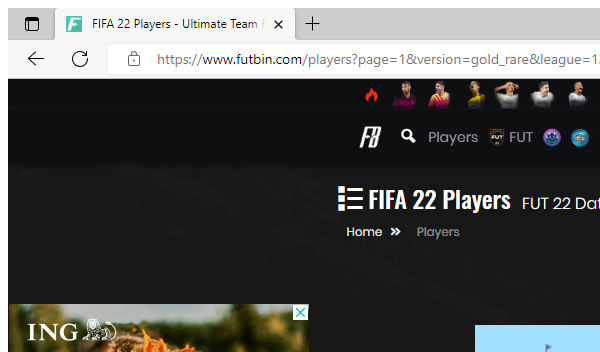 FIFA 22 Players - Ultimate Team
https://www.futbin.com/players?page=1&version=gold_rare&league=1
FB Players FUT FUT
FIFA 22 Players FUT 22 Dat
Home » Players
ING